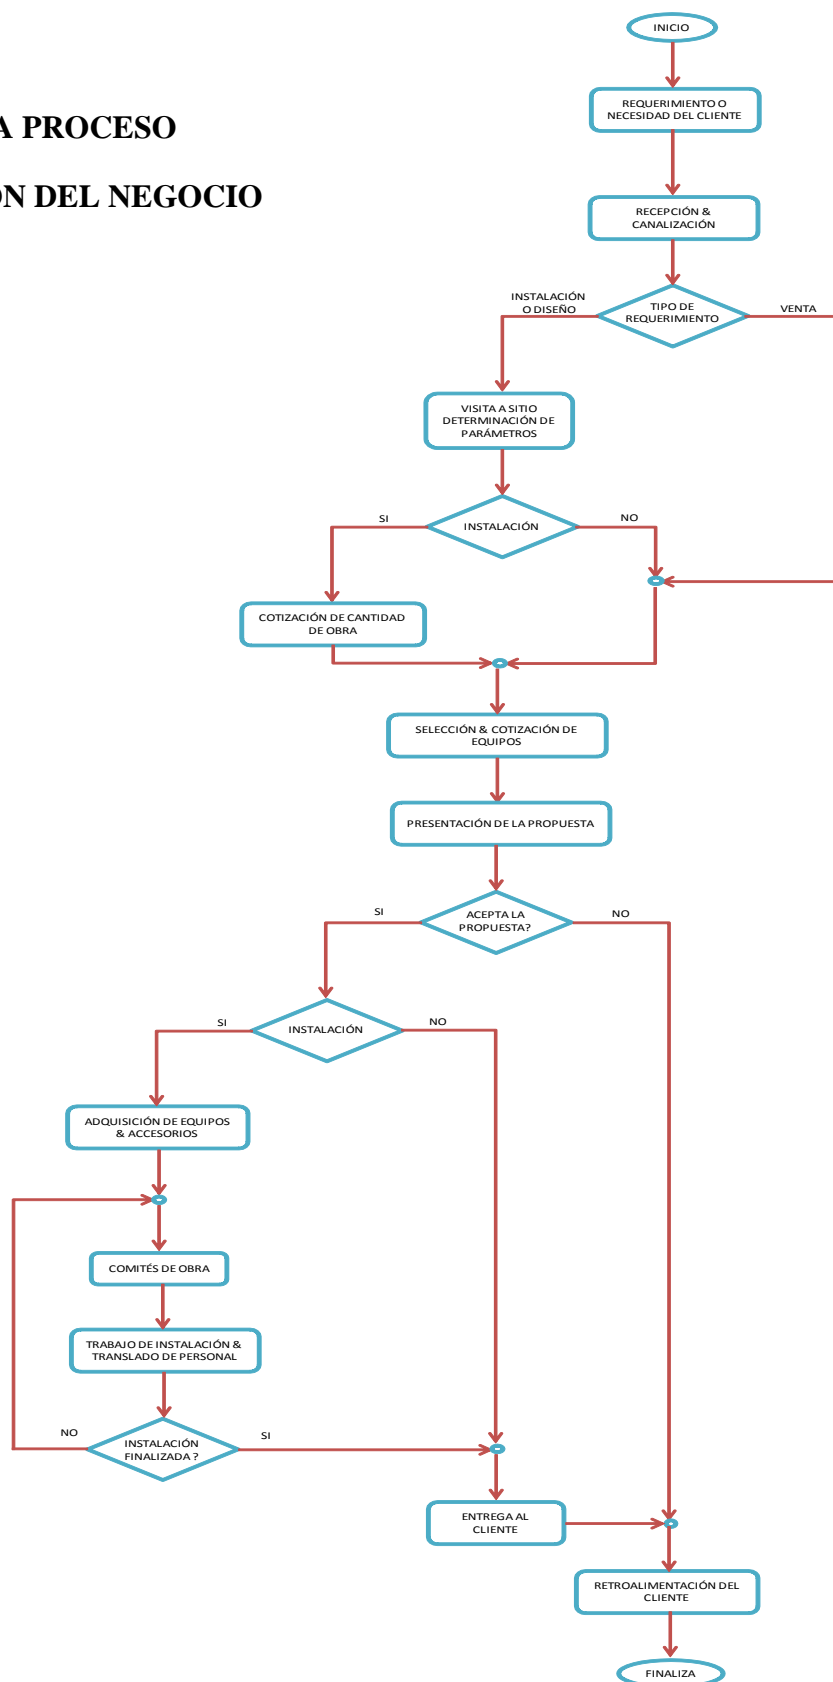 INICIO
A PROCESO
REQUERIMIENTO O
NECESIDAD DEL CLIENTE
DEL NEGOCIO
RECEPCIÓN &
CANALIZACIÓN
INSTALACIÓN
O DISEÑO
TIPO DE
REQUERIMIENTO
VENTA
VISITA A SITIO
DETERMINACIÓN DE
PARÁMETROS
SI
INSTALACIÓN
NO
COTIZACIÓN DE CANTIDAD
DE OBRA
SELECCIÓN & COTIZACIÓN DE
EQUIPOS
PRESENTACIÓN DE LA PROPUESTA
SI
ACEPTA LA
PROPUESTA?
NO
SI
INSTALACIÓN
NO
ADQUISICIÓN DE EQUIPOS
& ACCESORIOS
COMITÉS DE OBRA
TRABAJO DE INSTALACIÓN &
TRANSLADO DE PERSONAL
NO
INSTALACIÓN
FINALIZADA ?
SI
ENTREGA AL
CLIENTE
RETROALIMENTACIÓN DEL
CLIENTE
FINALIZA